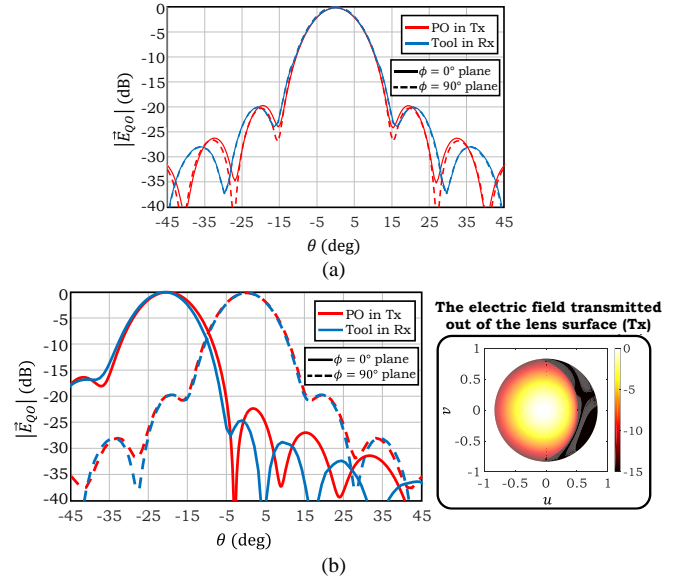 0
-5
-10
-15
-20
-25
-30
-35
-40
|E⃗_QO| (dB)
PO in Tx
Tool in Rx
ϕ = 0° plane
ϕ = 90° plane
-45 -35 -25 -15 -5 5 15 25 35 45
θ (deg)
(a)
0
-5
-10
-15
-20
-25
-30
-35
-40
|E⃗_QO| (dB)
PO in Tx
Tool in Rx
ϕ = 0° plane
ϕ = 90° plane
-45 -35 -25 -15 -5 5 15 25 35 45
θ (deg)
The electric field transmitted
out of the lens surface (Tx)
1
0.5
0
-0.5
-1
v
-1 -0.5 0 0.5 1
u
0
-5
-10
-15
(b)